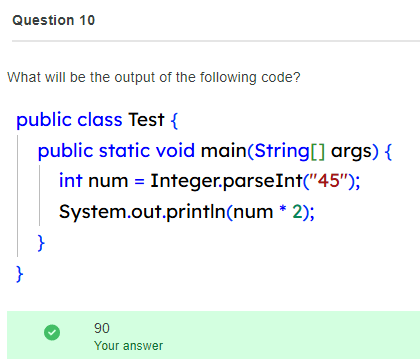 Question 10
What will be the output of the following code?
public class Test {
public static void main(String[] args) {
int num = Integer.parseInt("45");
System.out.println(num * 2);
}
}
90
Your answer